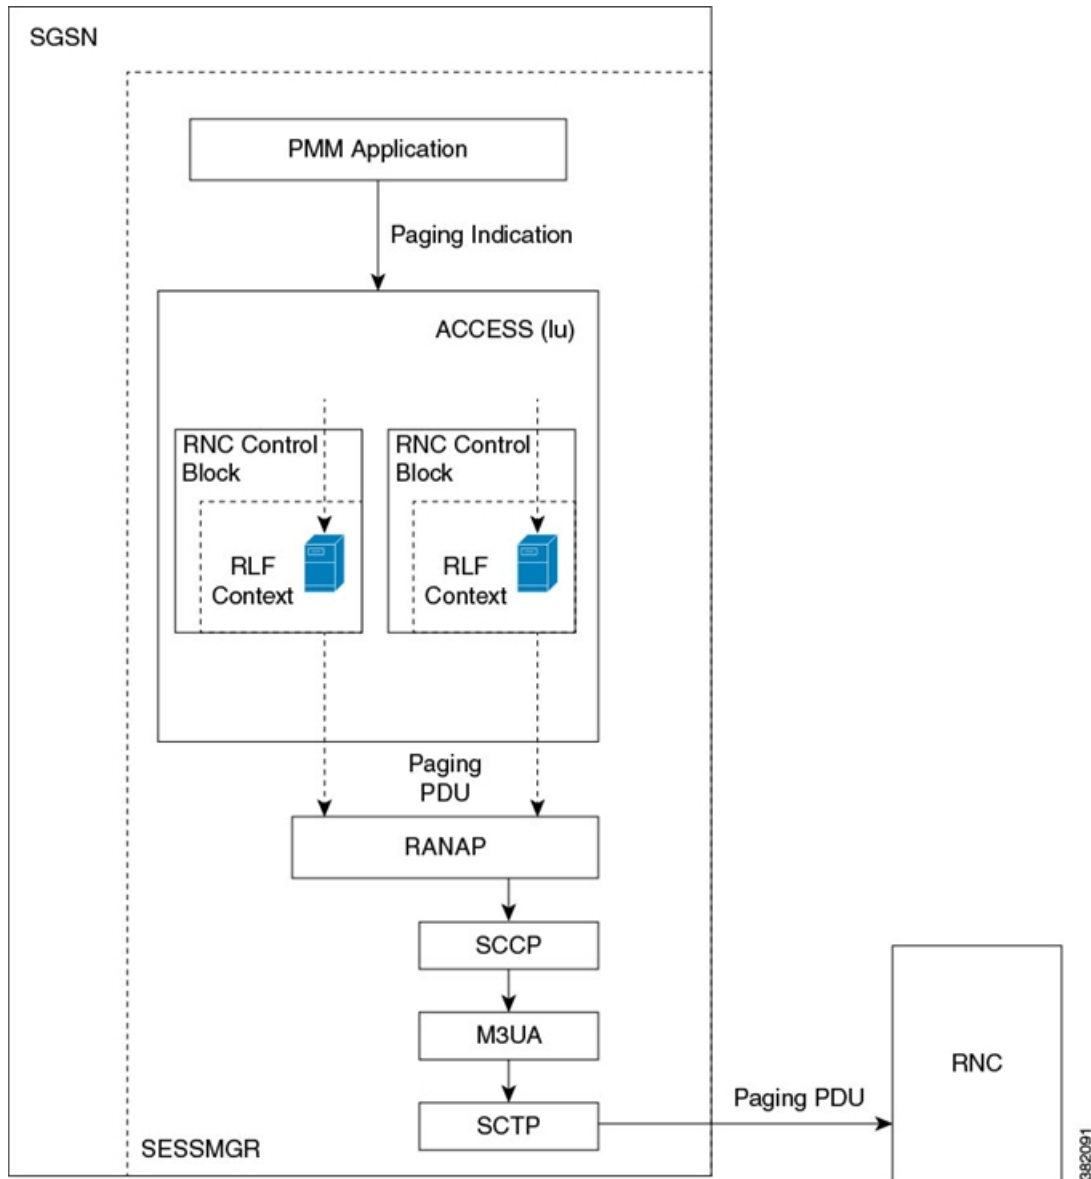 SGSN
PMM Application
Paging Indication
ACCESS (Iu)
RNC Control
Block
RLF
Context
RNC Control
Block
RLF
Context
Paging
PDU
RANAP
SCCP
M3UA
SCTP
SESSMGR
Paging PDU
RNC
382091